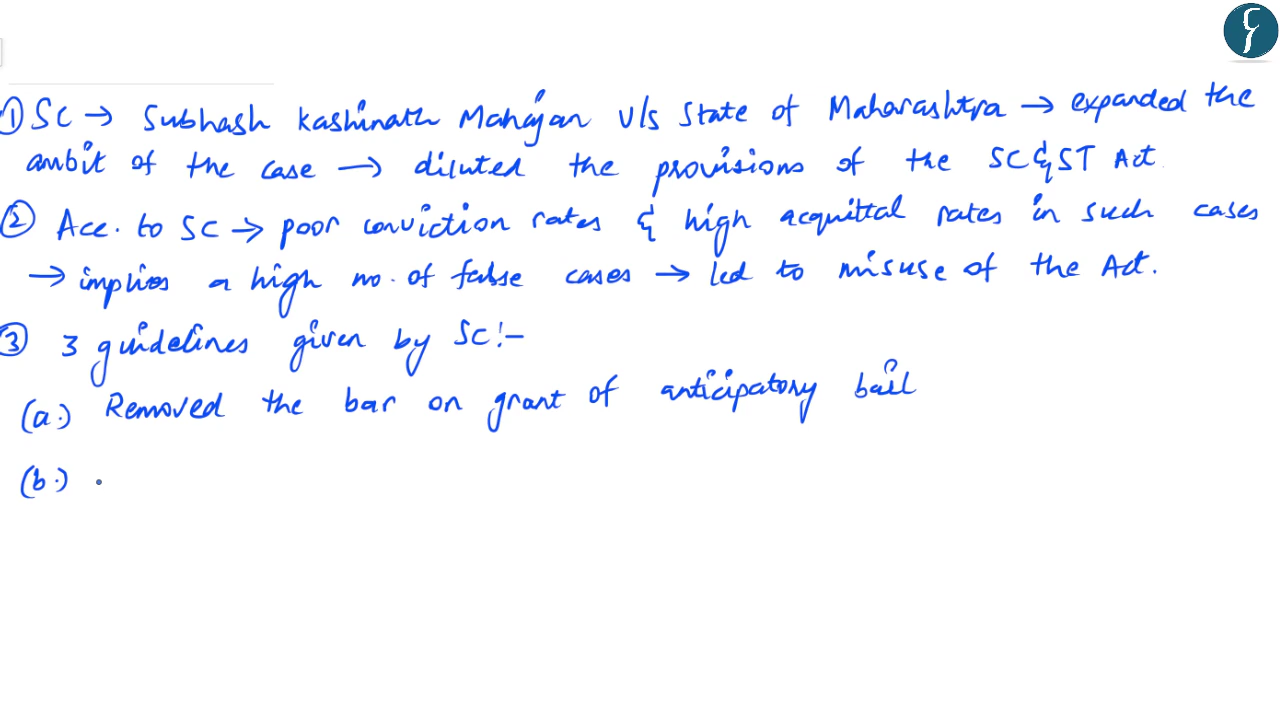 ① SC → Subhash Kashinath Mahajan v/s State of Maharashtra → expanded the
ambit of the case → diluted the provisions of the SC & ST Act
② Acc. to SC → poor conviction rates & high acquittal rates in such cases
→ implies a high no. of false cases → led to misuse of the Act.
③ 3 guidelines given by SC:-
(a.) Removed the bar on grant of anticipatory bail
(b.)